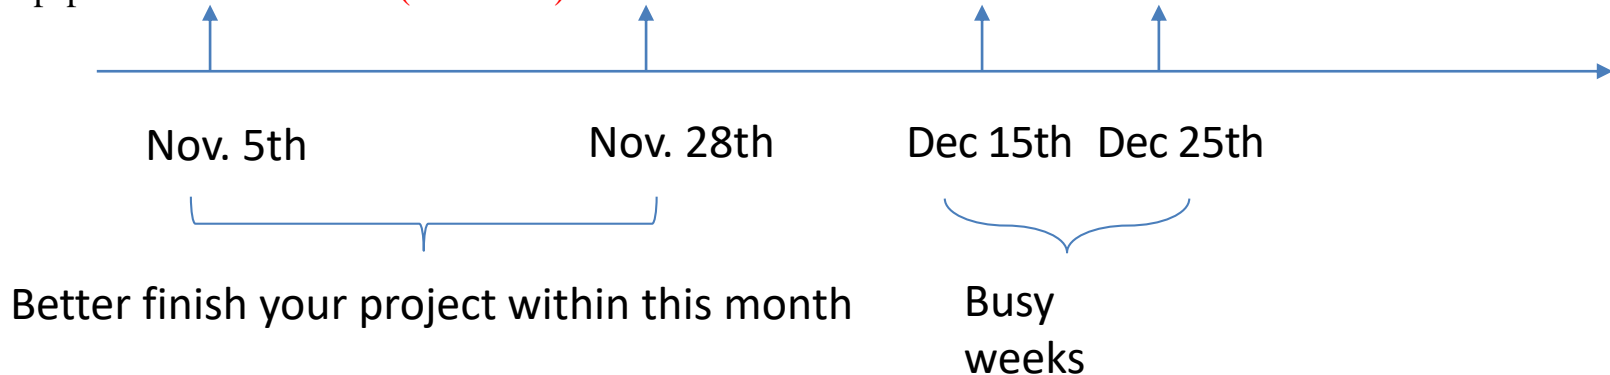 Nov. 5th Nov. 28th Dec 15th Dec 25th
Better finish your project within this month
Busy
weeks